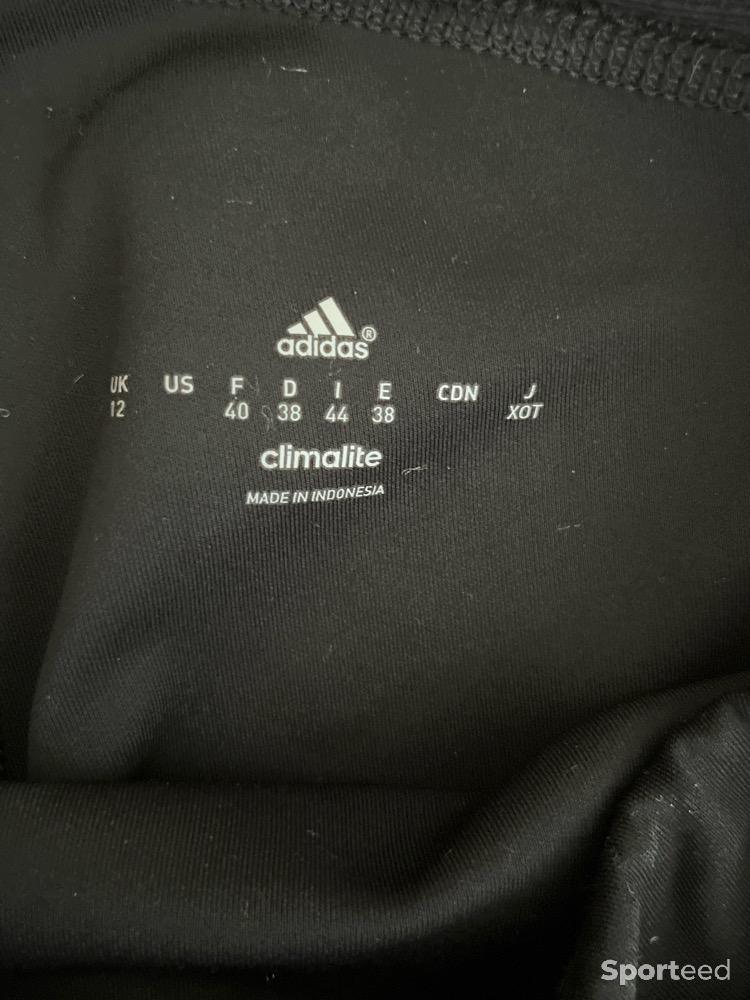 adidas®
UK US F D I E CDN J
12 40 38 44 38 XOT
climalite
MADE IN INDONESIA
Sporteed